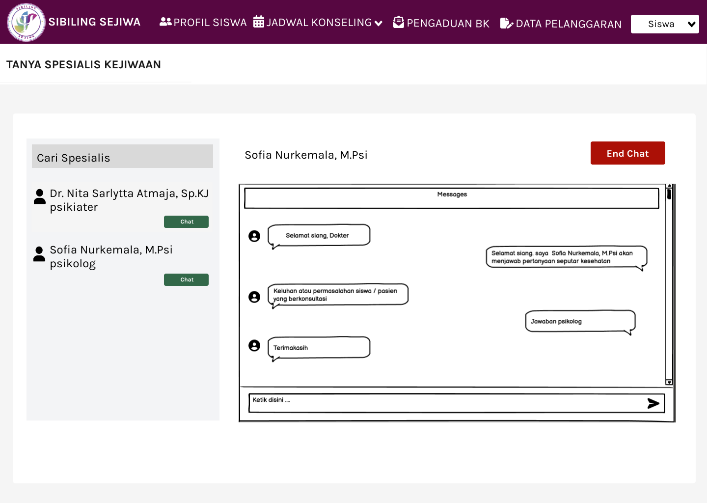 SIBILING SEJIWA
PROFIL SISWA
JADWAL KONSELING
PENGADUAN BK
DATA PELANGGARAN
Siswa
TANYA SPESIALIS KEJIWAAN
Cari Spesialis
Dr. Nita Sarlytta Atmaja, Sp.KJ
psikiater
Chat
Sofia Nurkemala, M.Psi
psikolog
Chat
Sofia Nurkemala, M.Psi
End Chat
Messages
Selamat siang, Dokter
Selamat siang, saya Sofia Nurkemala, M.Psi akan
menjawab pertanyaan seputar kesehatan
Keluhan atau permasalahan siswa / pasien
yang berkonsultasi
Jawaban psikolog
Terimakasih
Ketik disini ...